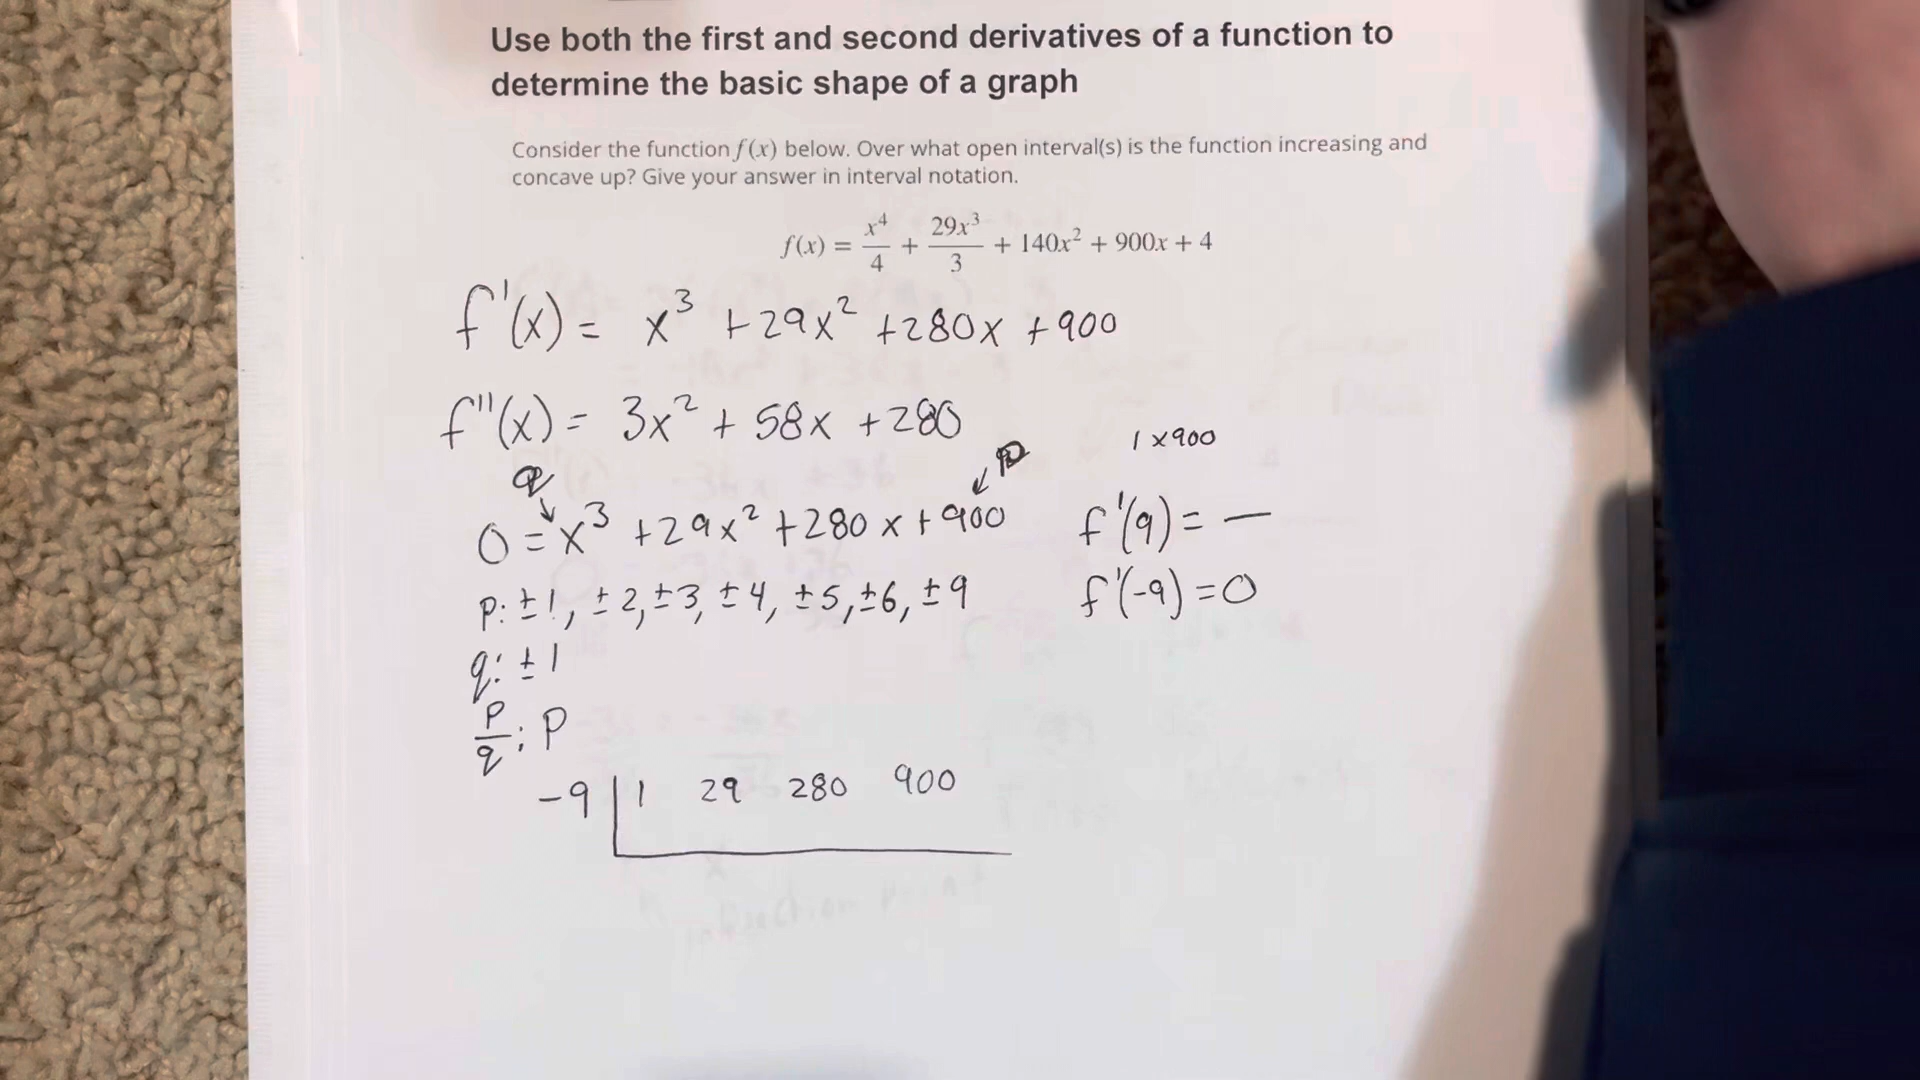 Use both the first and second derivatives of a function to
determine the basic shape of a graph
Consider the function f(x) below. Over what open interval(s) is the function increasing and
concave up? Give your answer in interval notation.
f(x) = x⁴/4 + 29x³/3 + 140x² + 900x + 4
f'(x) = x³ + 29x² + 280x + 900
f''(x) = 3x² + 58x + 280
1 x 900
q p
0 = x³ + 29x² + 280x + 900
f'(9) = —
p: ±1, ±2, ±3, ±4, ±5, ±6, ±9
f'(-9) = 0
q: ±1
p/q : P
-9 | 1 29 280 900